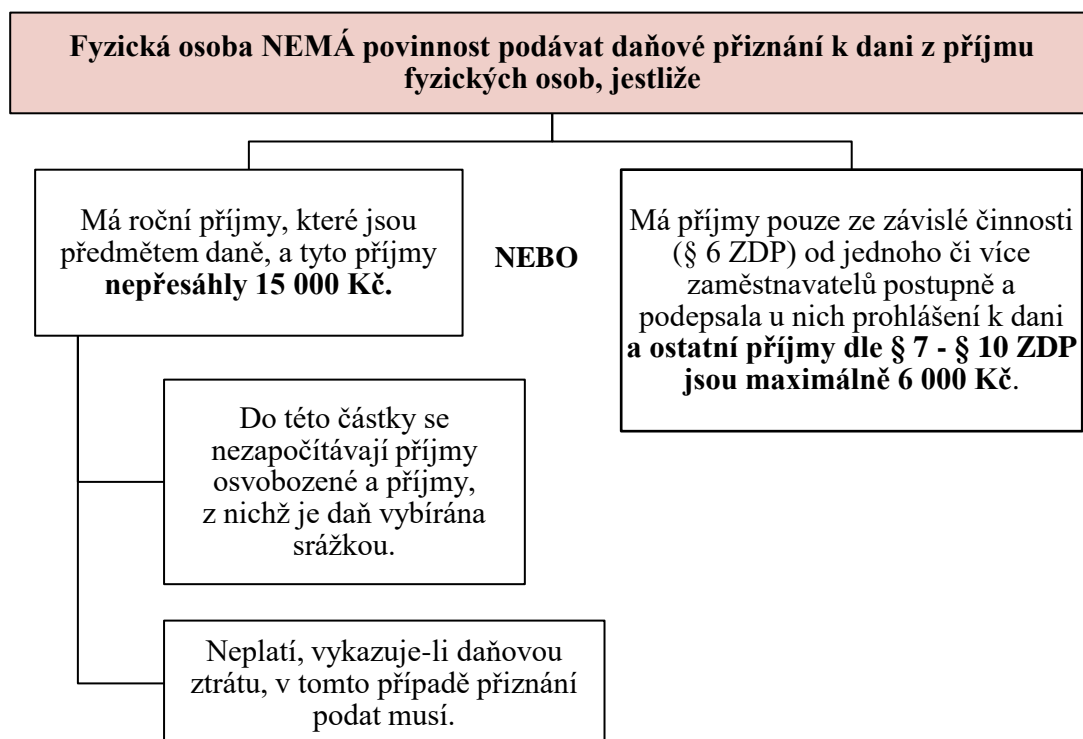 Fyzická osoba NEMÁ povinnost podávat daňové přiznání k dani z příjmu
fyzických osob, jestliže
Má roční příjmy, které jsou
předmětem daně, a tyto příjmy
nepřesáhly 15 000 Kč.
NEBO
Má příjmy pouze ze závislé činnosti
(§ 6 ZDP) od jednoho či více
zaměstnavatelů postupně a
podepsala u nich prohlášení k dani
a ostatní příjmy dle § 7 - § 10 ZDP
jsou maximálně 6 000 Kč.
Do této částky se
nezapočítávají příjmy
osvobozené a příjmy,
z nichž je daň vybírána
srážkou.
Neplatí, vykazuje-li daňovou
ztrátu, v tomto případě přiznání
podat musí.